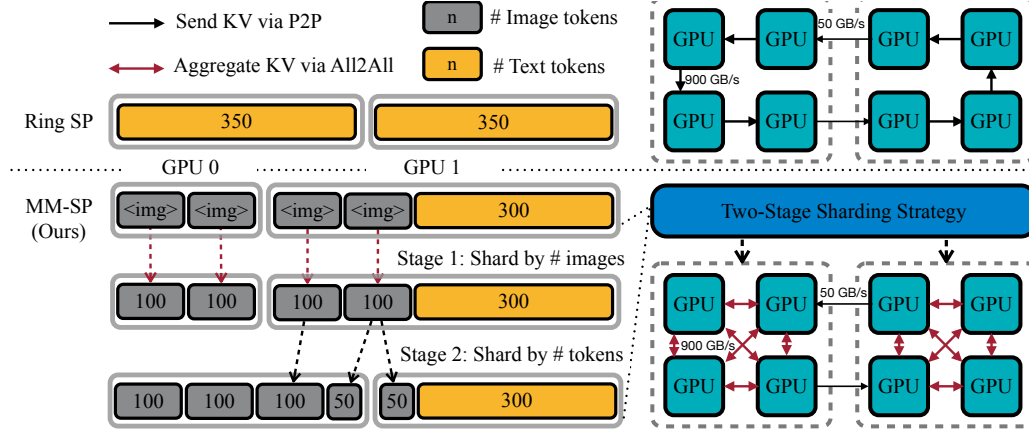 Send KV via P2P
n
# Image tokens
Aggregate KV via All2All
n
# Text tokens
Ring SP
350
350
GPU
GPU
50 GB/s
GPU
GPU
900 GB/s
GPU
GPU
GPU
GPU
GPU 0
GPU 1
MM-SP
(Ours)
<img>
<img>
<img>
<img>
300
Two-Stage Sharding Strategy
Stage 1: Shard by # images
100
100
100
100
300
Stage 2: Shard by # tokens
100
100
100
50
50
300
GPU
GPU
50 GB/s
GPU
GPU
900 GB/s
GPU
GPU
GPU
GPU